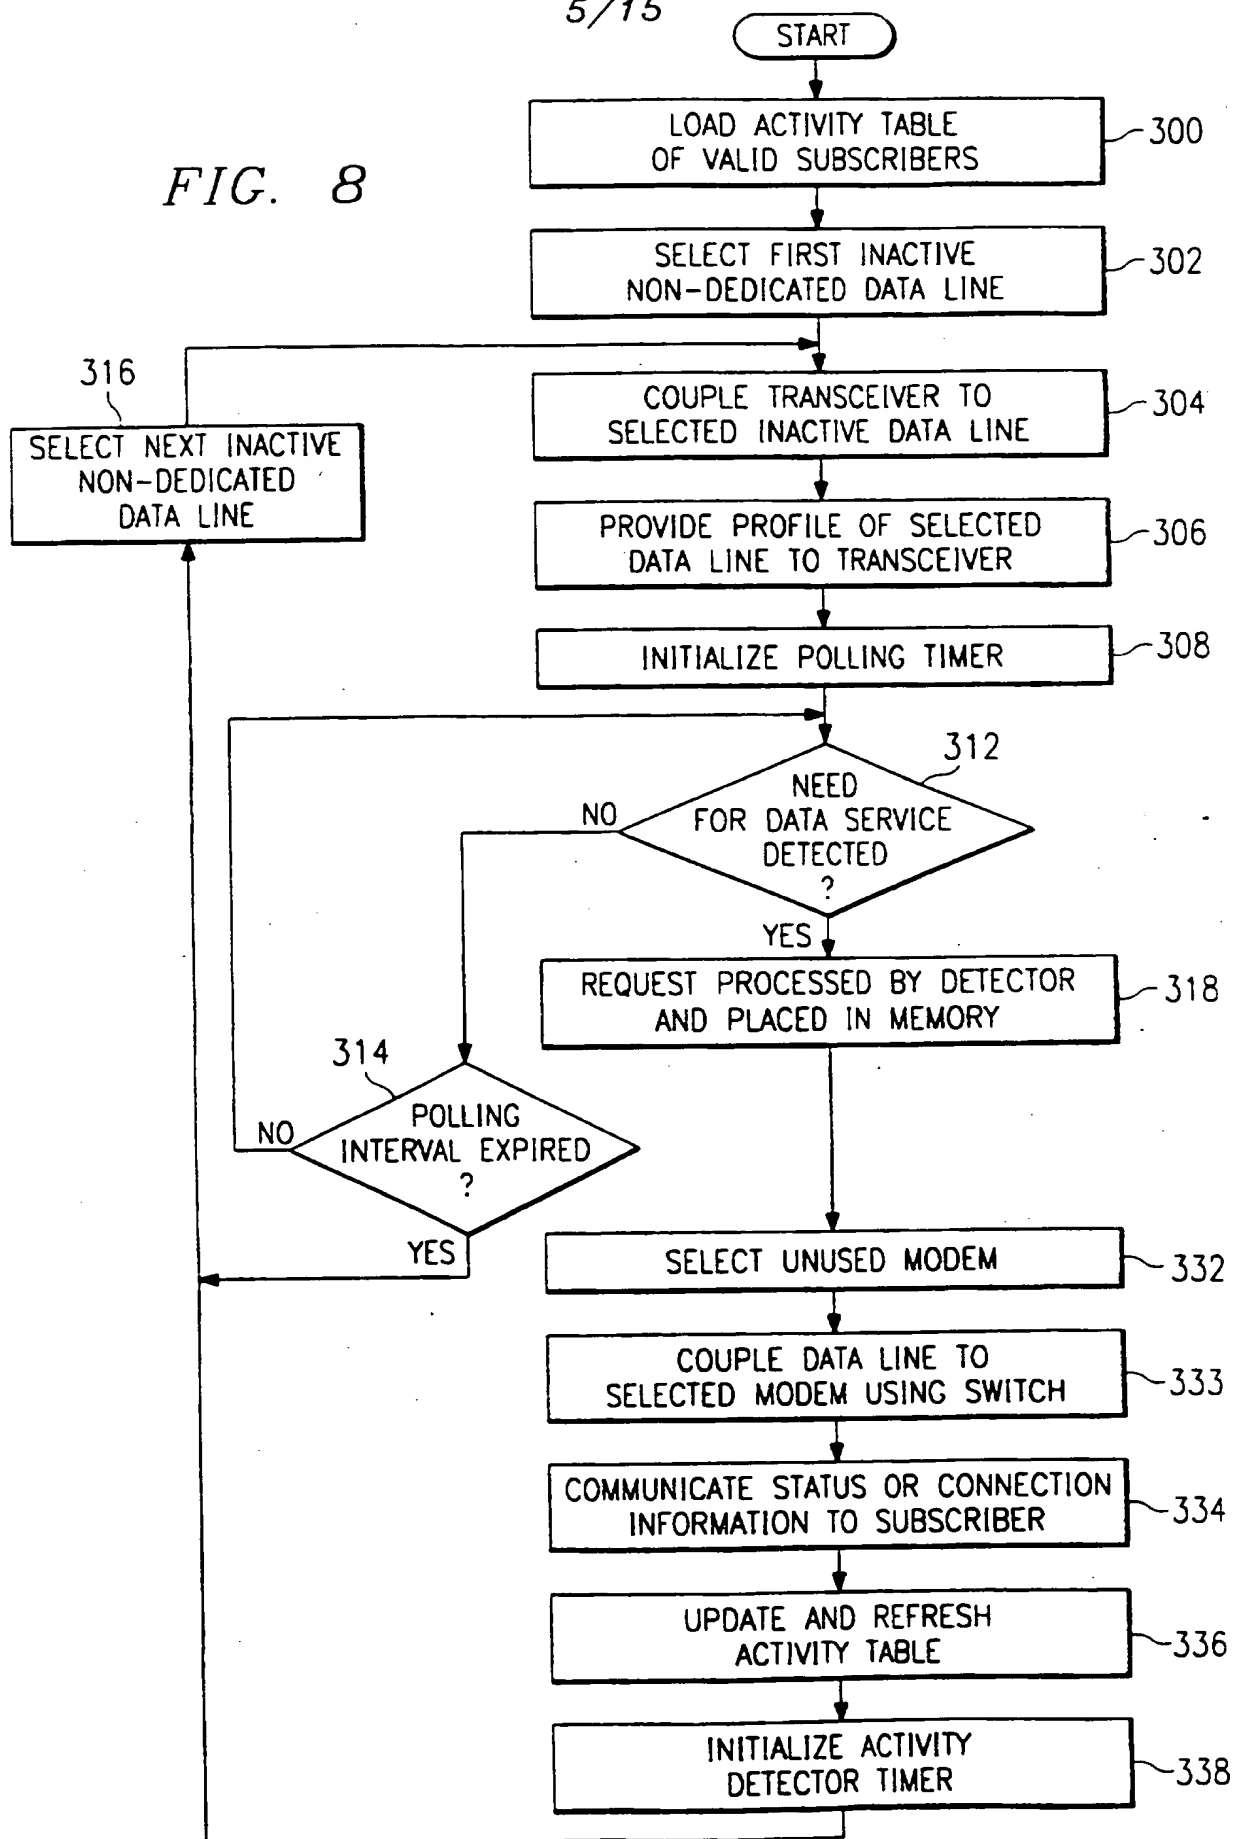 5/15
START
LOAD ACTIVITY TABLE
OF VALID SUBSCRIBERS
300
FIG. 8
SELECT FIRST INACTIVE
NON-DEDICATED DATA LINE
302
316
SELECT NEXT INACTIVE
NON-DEDICATED
DATA LINE
COUPLE TRANSCEIVER TO
SELECTED INACTIVE DATA LINE
304
PROVIDE PROFILE OF SELECTED
DATA LINE TO TRANSCEIVER
306
INITIALIZE POLLING TIMER
308
312
NEED
FOR DATA SERVICE
DETECTED
?
NO
YES
REQUEST PROCESSED BY DETECTOR
AND PLACED IN MEMORY
318
314
POLLING
INTERVAL EXPIRED
?
NO
YES
SELECT UNUSED MODEM
332
COUPLE DATA LINE TO
SELECTED MODEM USING SWITCH
333
COMMUNICATE STATUS OR CONNECTION
INFORMATION TO SUBSCRIBER
334
UPDATE AND REFRESH
ACTIVITY TABLE
336
INITIALIZE ACTIVITY
DETECTOR TIMER
338